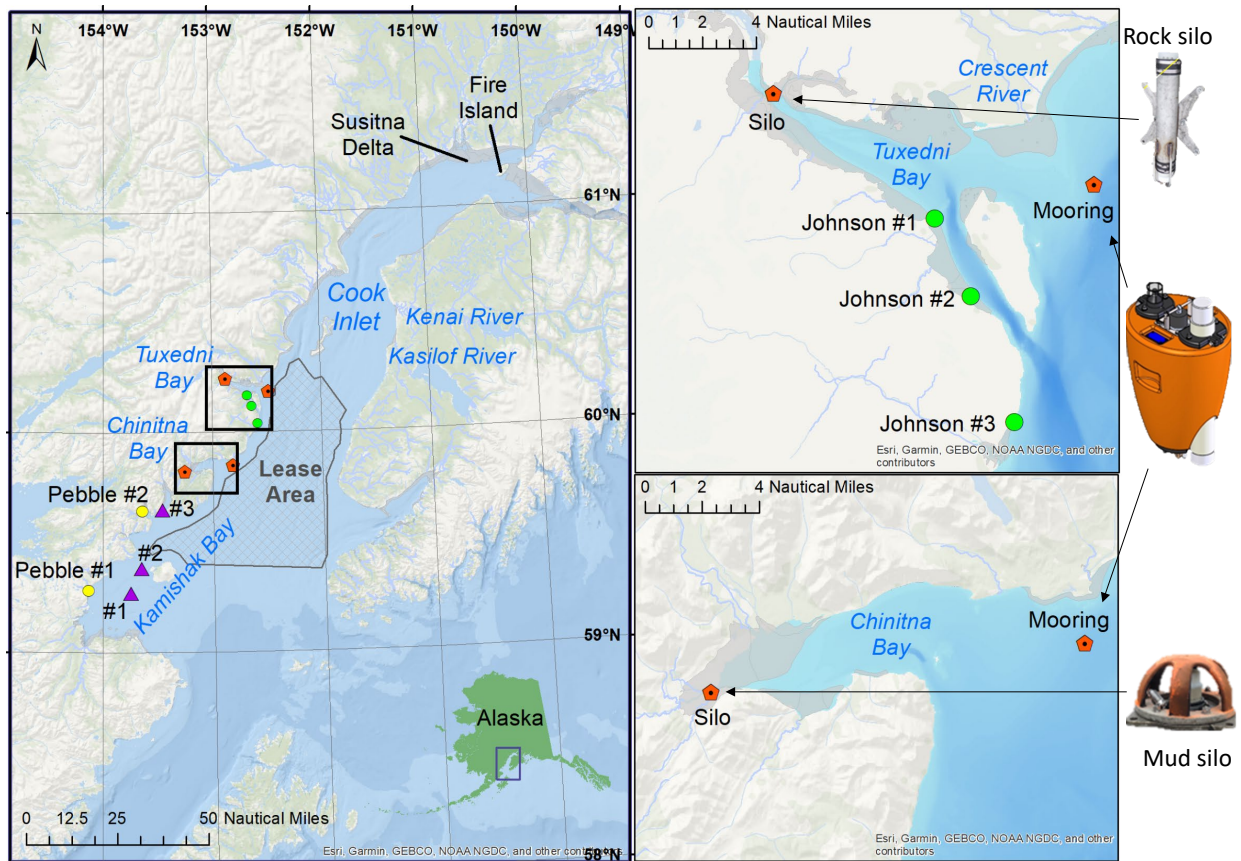 154°W
153°W
152°W
151°W
150°W
149°W
N
Fire
Island
Susitna
Delta
61°N
Cook
Inlet
Kenai River
Kasilof River
Tuxedni
Bay
60°N
Chinitna
Bay
Lease
Area
Pebble #2
#3
#2
Pebble #1
#1
Kamishak Bay
59°N
Alaska
0 12.5 25 50 Nautical Miles
Esri, Garmin, GEBCO, NOAA NGDC, and other contributors
58°N
0 1 2 4 Nautical Miles
Crescent
River
Silo
Tuxedni
Bay
Mooring
Johnson #1
Johnson #2
Johnson #3
Esri, Garmin, GEBCO, NOAA NGDC, and other
contributors
0 1 2 4 Nautical Miles
Mooring
Chinitna
Bay
Silo
Esri, Garmin, GEBCO, NOAA NGDC, and other
contributors
Rock silo
Mud silo